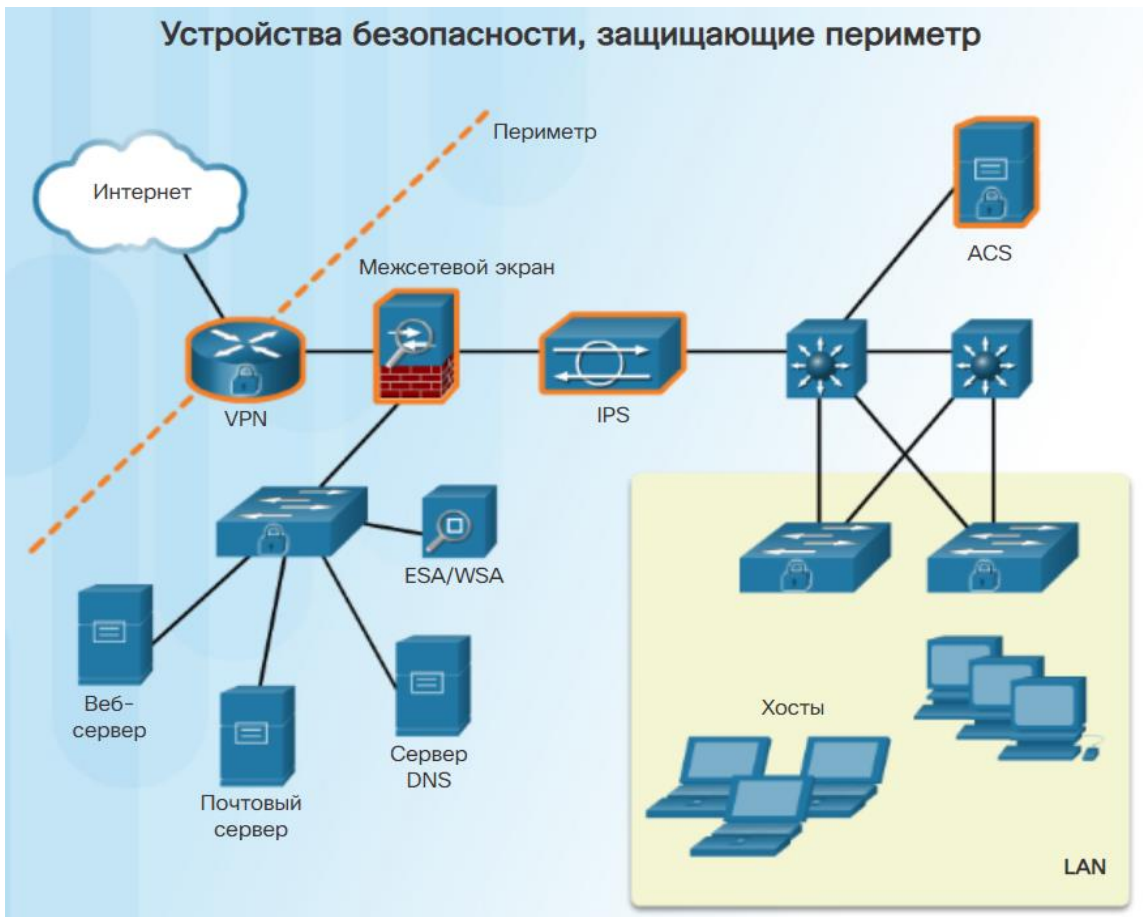 Устройства безопасности, защищающие периметр
Периметр
Интернет
Межсетевой экран
ACS
VPN
IPS
ESA/WSA
Веб-
сервер
Почтовый
сервер
Сервер
DNS
Хосты
LAN